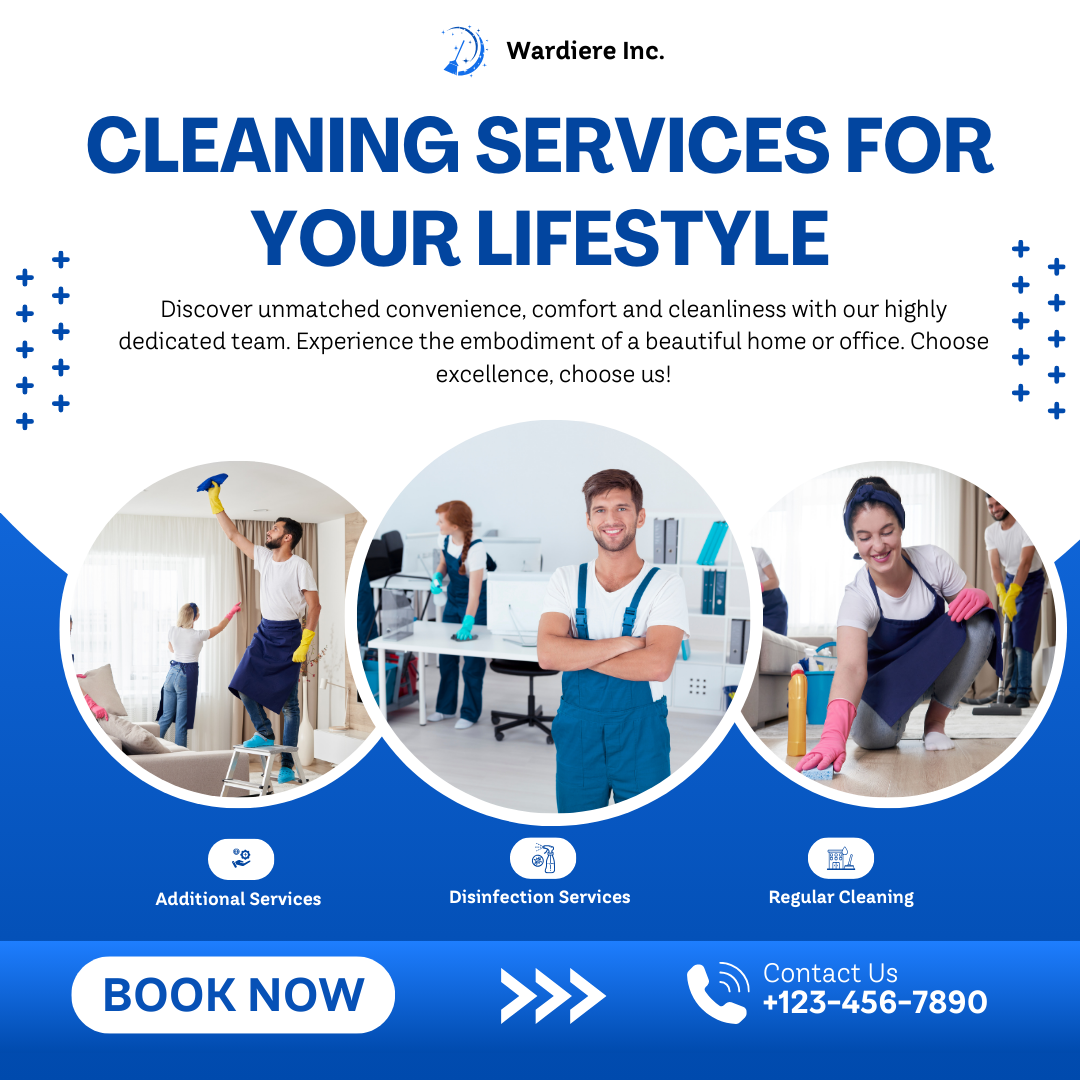 Wardiere Inc.
CLEANING SERVICES FOR
YOUR LIFESTYLE
Discover unmatched convenience, comfort and cleanliness with our highly
dedicated team. Experience the embodiment of a beautiful home or office. Choose
excellence, choose us!
Additional Services
Disinfection Services
Regular Cleaning
BOOK NOW
Contact Us
+123-456-7890